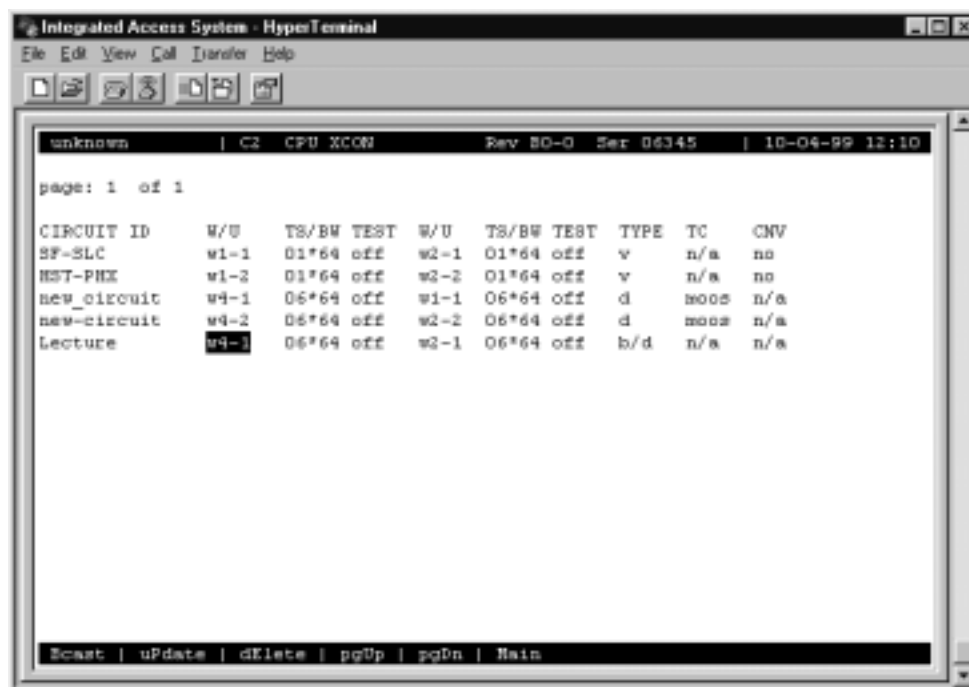 Integrated Access System - HyperTerminal
File Edit View Call Transfer Help
unknown | C2 CPU XCON Rev B0-0 Ser 06345 | 10-04-99 12:10
page: 1 of 1
CIRCUIT ID W/U TS/BW TEST W/U TS/BW TEST TYPE TC CNV
SF-SLC w1-1 01*64 off w2-1 01*64 off v n/a no
HST-PHX w1-2 01*64 off w2-2 01*64 off v n/a no
new_circuit w4-1 06*64 off w1-1 06*64 off d moos n/a
new-circuit w4-2 06*64 off w2-2 06*64 off d moos n/a
Lecture w4-1 06*64 off w2-1 06*64 off b/d n/a n/a
Bcast | uPdate | dElete | pgUp | pgDn | Main